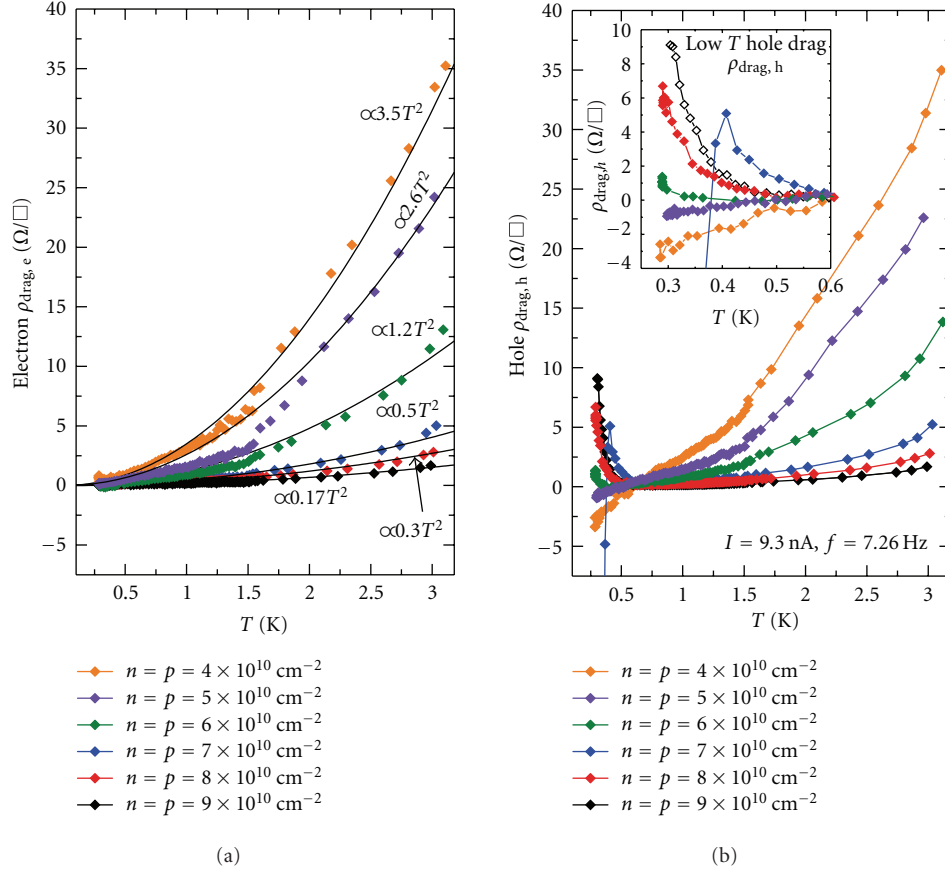 40
35
30
25
20
15
10
5
0
−5
Electron ρdrag, e (Ω/□)
∝3.5T²
∝2.6T²
∝1.2T²
∝0.5T²
∝0.17T²
∝0.3T²
0.5 1 1.5 2 2.5 3
T (K)
n = p = 4 × 10¹⁰ cm⁻²
n = p = 5 × 10¹⁰ cm⁻²
n = p = 6 × 10¹⁰ cm⁻²
n = p = 7 × 10¹⁰ cm⁻²
n = p = 8 × 10¹⁰ cm⁻²
n = p = 9 × 10¹⁰ cm⁻²
(a)
40
35
30
25
20
15
10
5
0
−5
Hole ρdrag, h (Ω/□)
Low T hole drag
ρdrag, h
10
8
6
4
2
0
−2
−4
ρdrag,h (Ω/□)
0.3 0.4 0.5 0.6
T (K)
I = 9.3 nA, f = 7.26 Hz
0.5 1 1.5 2 2.5 3
T (K)
n = p = 4 × 10¹⁰ cm⁻²
n = p = 5 × 10¹⁰ cm⁻²
n = p = 6 × 10¹⁰ cm⁻²
n = p = 7 × 10¹⁰ cm⁻²
n = p = 8 × 10¹⁰ cm⁻²
n = p = 9 × 10¹⁰ cm⁻²
(b)